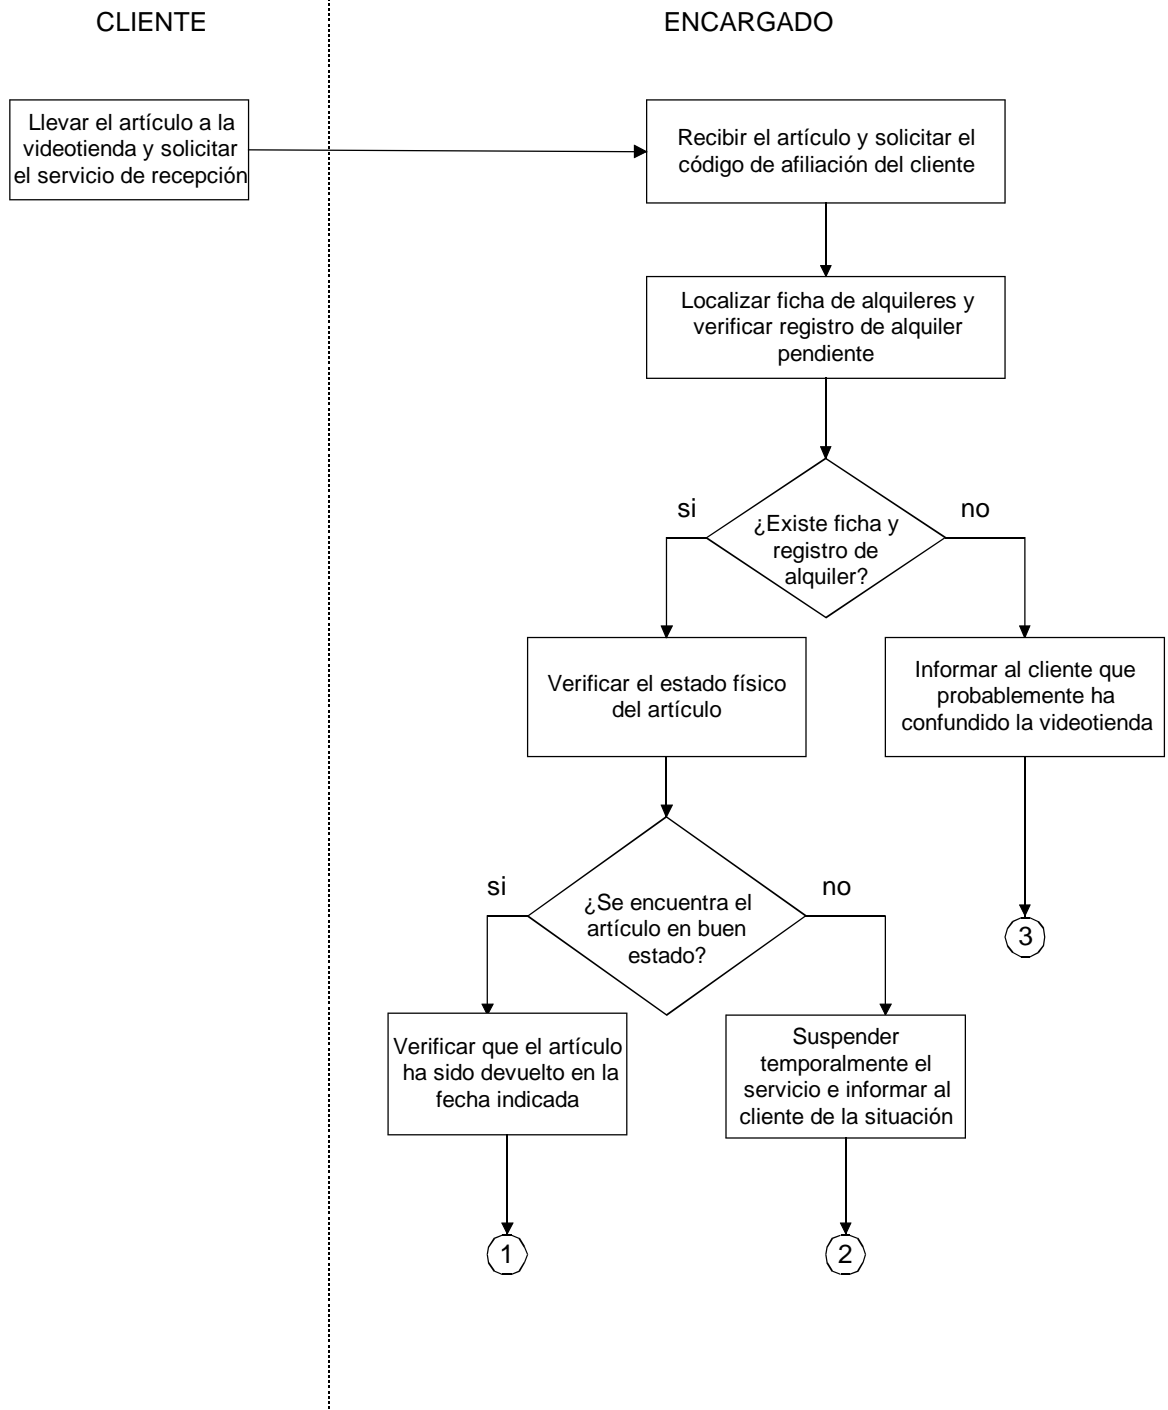 CLIENTE
ENCARGADO
Llevar el artículo a la
videotienda y solicitar
el servicio de recepción
Recibir el artículo y solicitar el
código de afiliación del cliente
Localizar ficha de alquileres y
verificar registro de alquiler
pendiente
si
no
¿Existe ficha y
registro de
alquiler?
Verificar el estado físico
del artículo
Informar al cliente que
probablemente ha
confundido la videotienda
si
no
¿Se encuentra el
artículo en buen
estado?
3
Verificar que el artículo
ha sido devuelto en la
fecha indicada
Suspender
temporalmente el
servicio e informar al
cliente de la situación
1
2